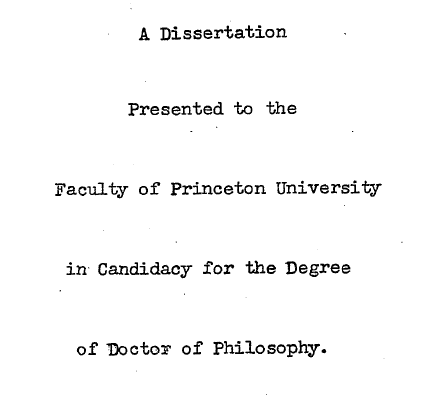 A Dissertation
Presented to the
Faculty of Princeton University
in Candidacy for the Degree
of Doctor of Philosophy.